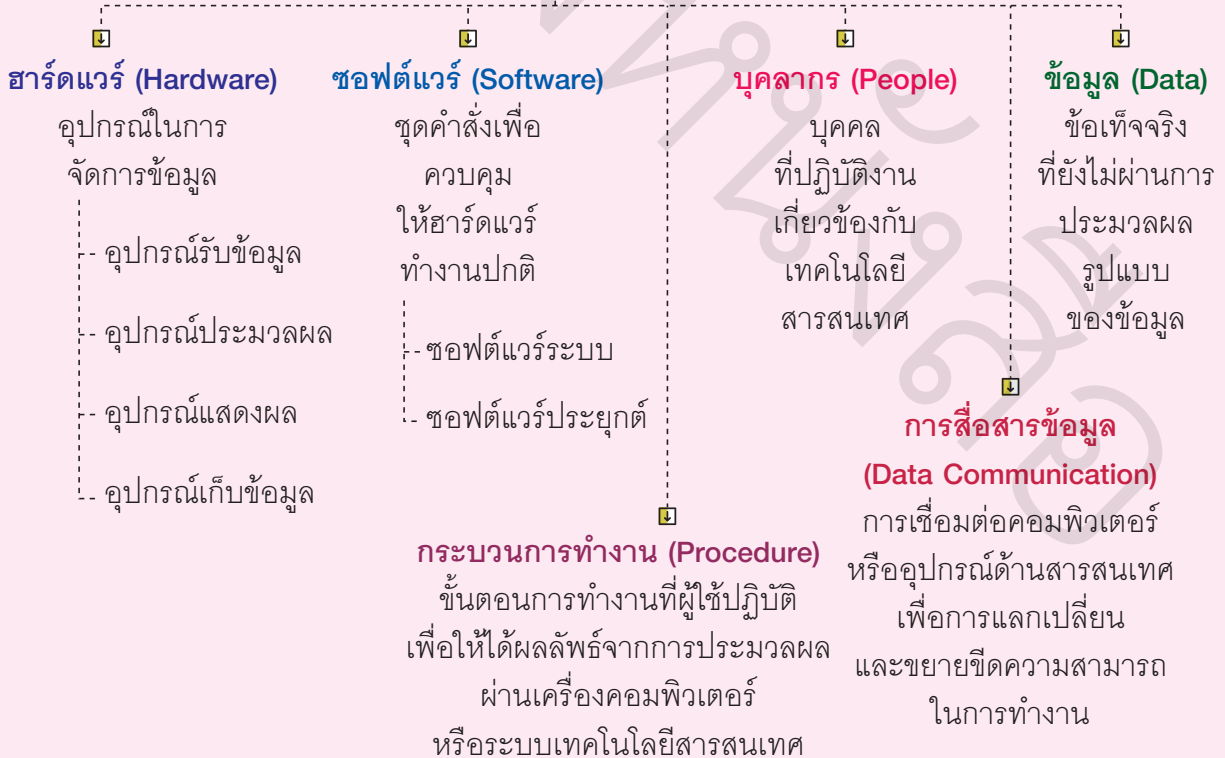 ฮาร์ดแวร์ (Hardware)
อุปกรณ์ในการ
จัดการข้อมูล
อุปกรณ์รับข้อมูล
อุปกรณ์ประมวลผล
อุปกรณ์แสดงผล
อุปกรณ์เก็บข้อมูล
ซอฟต์แวร์ (Software)
ชุดคำสั่งเพื่อ
ควบคุม
ให้ฮาร์ดแวร์
ทำงานปกติ
ซอฟต์แวร์ระบบ
ซอฟต์แวร์ประยุกต์
บุคลากร (People)
บุคคล
ที่ปฏิบัติงาน
เกี่ยวข้องกับ
เทคโนโลยี
สารสนเทศ
ข้อมูล (Data)
ข้อเท็จจริง
ที่ยังไม่ผ่านการ
ประมวลผล
รูปแบบ
ของข้อมูล
กระบวนการทำงาน (Procedure)
ขั้นตอนการทำงานที่ผู้ใช้ปฏิบัติ
เพื่อให้ได้ผลลัพธ์จากการประมวลผล
ผ่านเครื่องคอมพิวเตอร์
หรือระบบเทคโนโลยีสารสนเทศ
การสื่อสารข้อมูล
(Data Communication)
การเชื่อมต่อคอมพิวเตอร์
หรืออุปกรณ์ด้านสารสนเทศ
เพื่อการแลกเปลี่ยน
และขยายขีดความสามารถ
ในการทำงาน